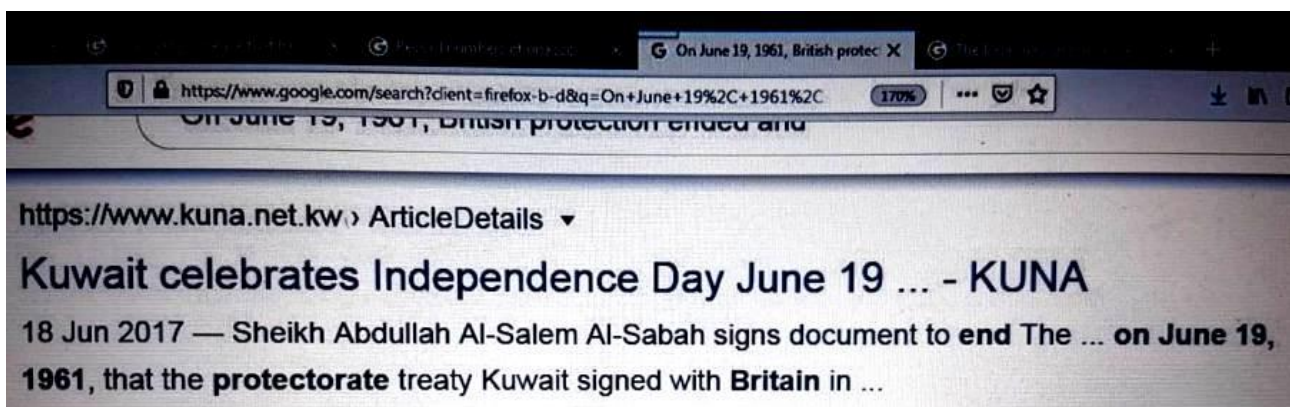 On June 19, 1961, British protec
https://www.google.com/search?client=firefox-b-d&q=On+June+19%2C+1961%2C 170%
On June 19, 1961, British protection ended and
https://www.kuna.net.kw › ArticleDetails
Kuwait celebrates Independence Day June 19 ... - KUNA
18 Jun 2017 — Sheikh Abdullah Al-Salem Al-Sabah signs document to end The ... on June 19,
1961, that the protectorate treaty Kuwait signed with Britain in ...